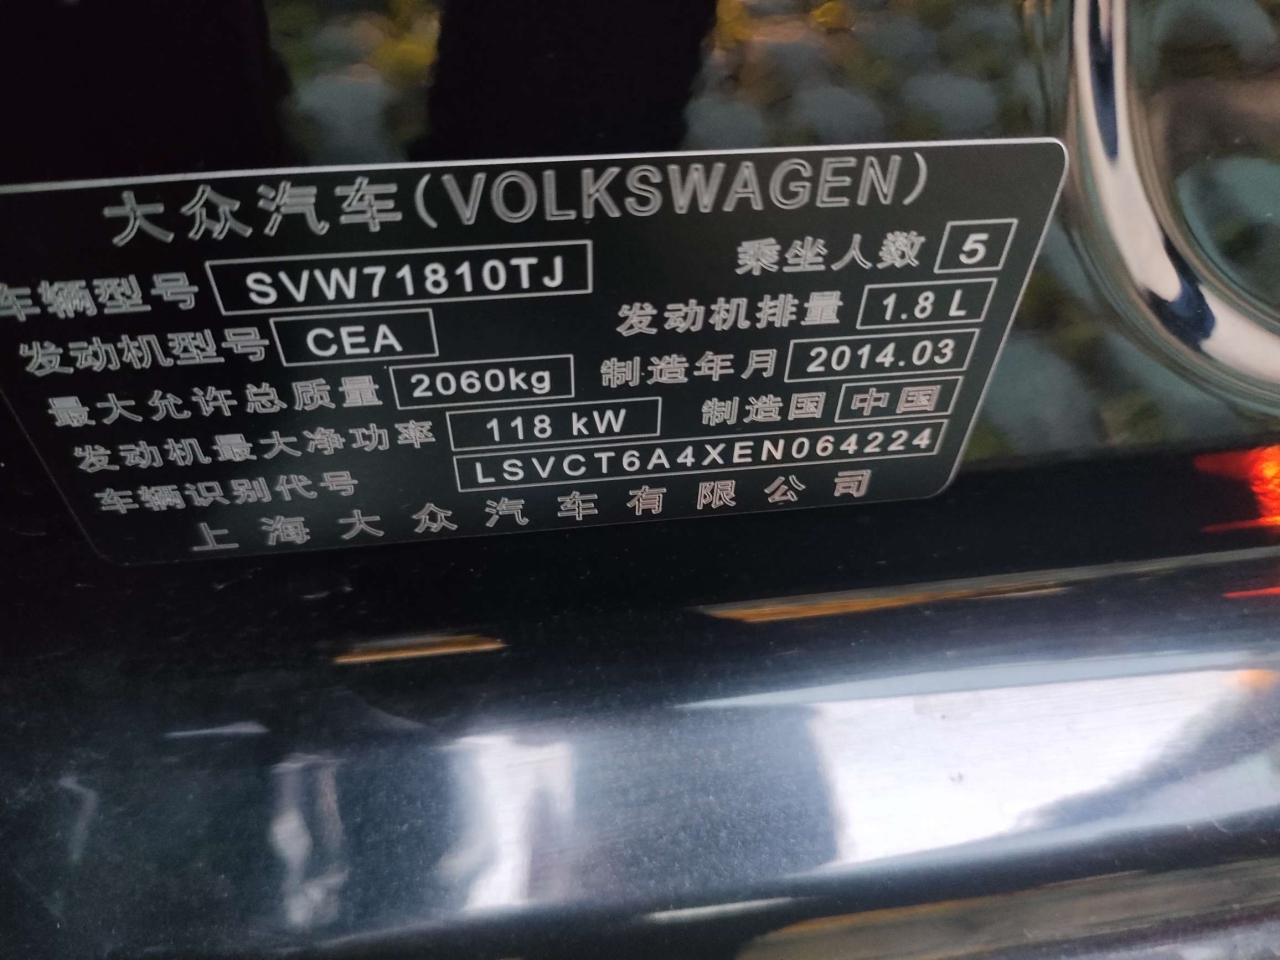 大众汽车(VOLKSWAGEN)
车辆型号 SVW71810TJ 乘坐人数 5
发动机型号 CEA 发动机排量 1.8 L
最大允许总质量 2060kg 制造年月 2014.03
发动机最大净功率 118 kW 制造国 中国
车辆识别代号 LSVCT6A4XEN064224
上海大众汽车有限公司